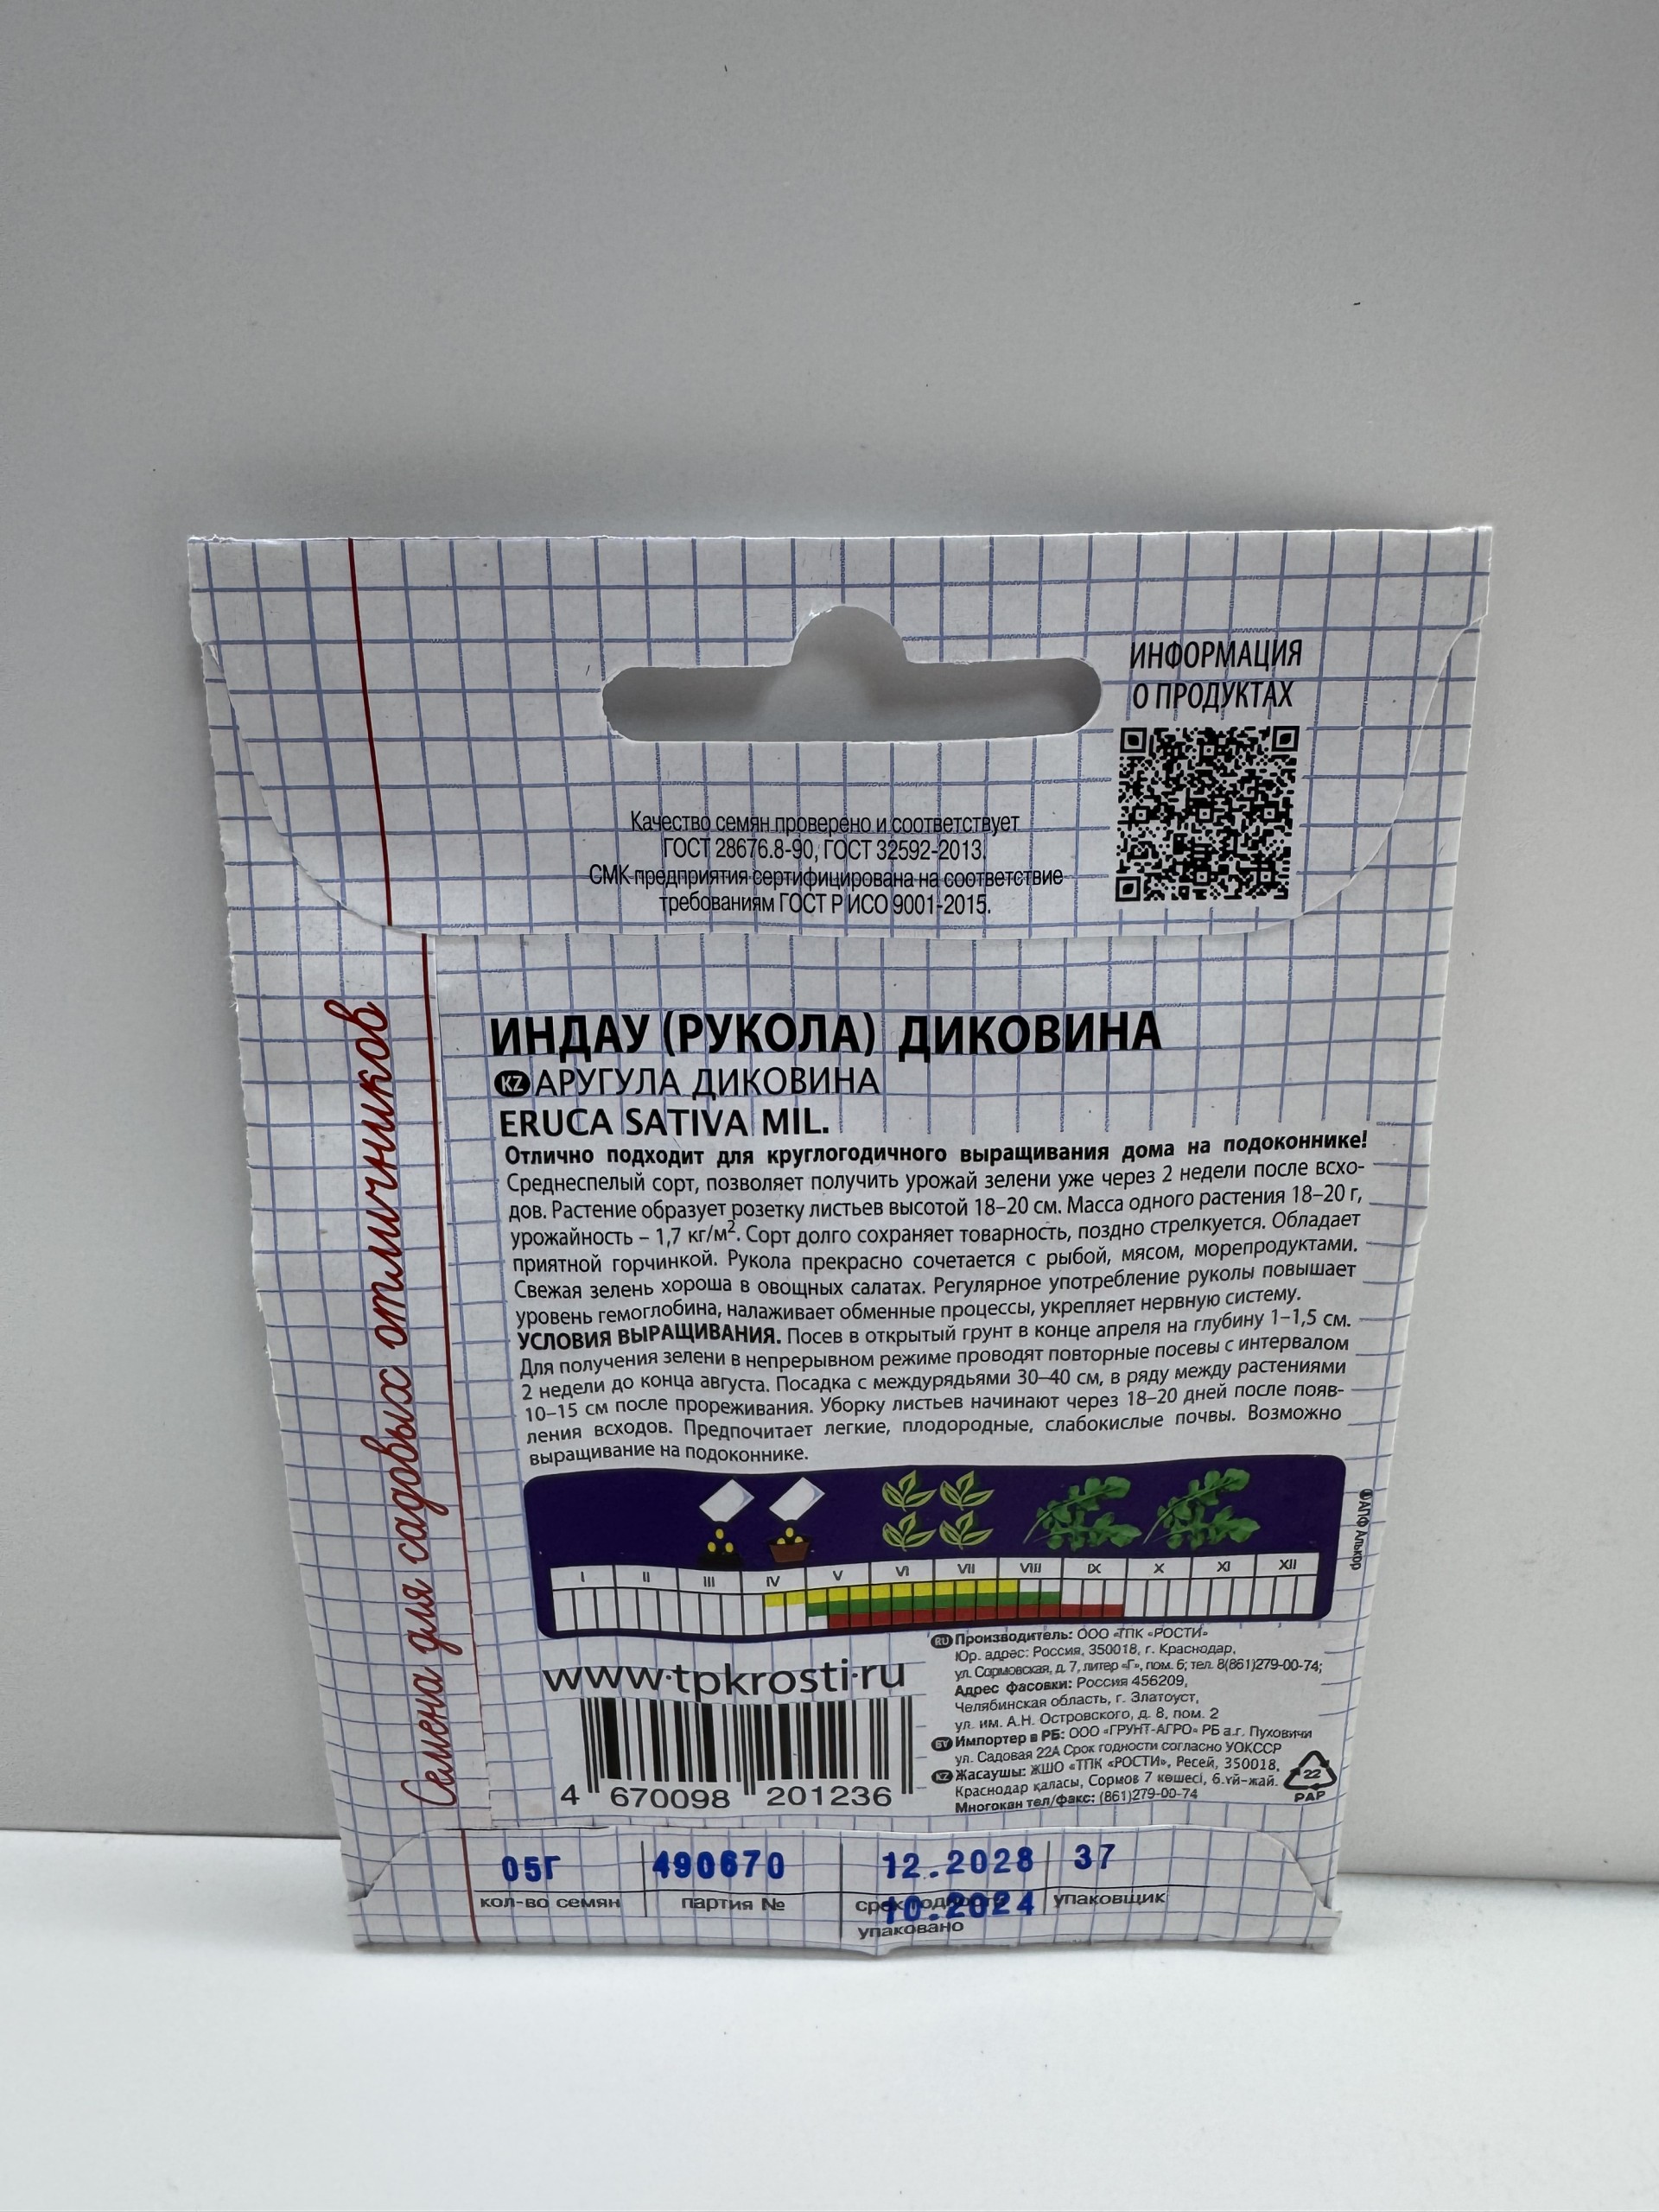 ИНФОРМАЦИЯ
О ПРОДУКТАХ
Качество семян проверено и соответствует
ГОСТ 28676.8-90, ГОСТ 32592-2013.
СМК предприятия сертифицирована на соответствие
требованиям ГОСТ Р ИСО 9001-2015.
Семена для садовых отличников
ИНДАУ (РУКОЛА) ДИКОВИНА
KZ АРУГУЛА ДИКОВИНА
ERUCA SATIVA MIL.
Отлично подходит для круглогодичного выращивания дома на подоконнике!
Среднеспелый сорт, позволяет получить урожай зелени уже через 2 недели после всхо-
дов. Растение образует розетку листьев высотой 18–20 см. Масса одного растения 18–20 г,
урожайность – 1,7 кг/м². Сорт долго сохраняет товарность, поздно стрелкуется. Обладает
приятной горчинкой. Рукола прекрасно сочетается с рыбой, мясом, морепродуктами.
Свежая зелень хороша в овощных салатах. Регулярное употребление руколы повышает
уровень гемоглобина, налаживает обменные процессы, укрепляет нервную систему.
УСЛОВИЯ ВЫРАЩИВАНИЯ. Посев в открытый грунт в конце апреля на глубину 1–1,5 см.
Для получения зелени в непрерывном режиме проводят повторные посевы с интервалом
2 недели до конца августа. Посадка с междурядьями 30–40 см, в ряду между растениями
10–15 см после прореживания. Уборку листьев начинают через 18–20 дней после появ-
ления всходов. Предпочитает легкие, плодородные, слабокислые почвы. Возможно
выращивание на подоконнике.
I II III IV V VI VII VIII IX X XI XII
АПФ Алькор
www.tpkrosti.ru
4 670098 201236
RU Производитель: ООО «ТПК «РОСТИ»
Юр. адрес: Россия, 350018, г. Краснодар,
ул. Сормовская, д. 7, литер «Г», пом. 6; тел. 8(861)279-00-74;
Адрес фасовки: Россия 456209,
Челябинская область, г. Златоуст,
ул. им. А.Н. Островского, д. 8, пом. 2
BY Импортер в РБ: ООО «ГРУНТ-АГРО» РБ а.г. Пуховичи
ул. Садовая 22А Срок годности согласно УОКССР
KZ Жасаушы: ЖШО «ТПК «РОСТИ», Ресей, 350018,
Краснодар қаласы, Сормов 7 көшесі, 6.үй-жай.
Многокан тел/факс: (861)279-00-74
22
PAP
05Г 490670 12.2028 37
кол-во семян партия № срок годности упаковщик
10.2024
упаковано